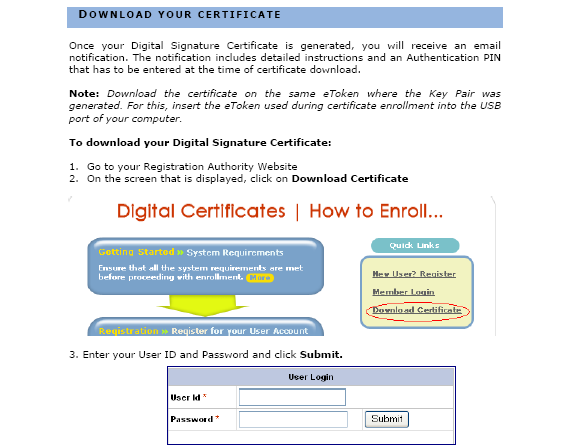 DOWNLOAD YOUR CERTIFICATE
Once your Digital Signature Certificate is generated, you will receive an email
notification. The notification includes detailed instructions and an Authentication PIN
that has to be entered at the time of certificate download.
Note: Download the certificate on the same eToken where the Key Pair was
generated. For this, insert the eToken used during certificate enrollment into the USB
port of your computer.
To download your Digital Signature Certificate:
1. Go to your Registration Authority Website
2. On the screen that is displayed, click on Download Certificate
Digital Certificates | How to Enroll...
Getting Started » System Requirements
Ensure that all the system requirements are met
before proceeding with enrollment. More
Registration » Register for your User Account
Quick Links
New User? Register
Member Login
Download Certificate
3. Enter your User ID and Password and click Submit.
User Login
User Id *
Password *
Submit